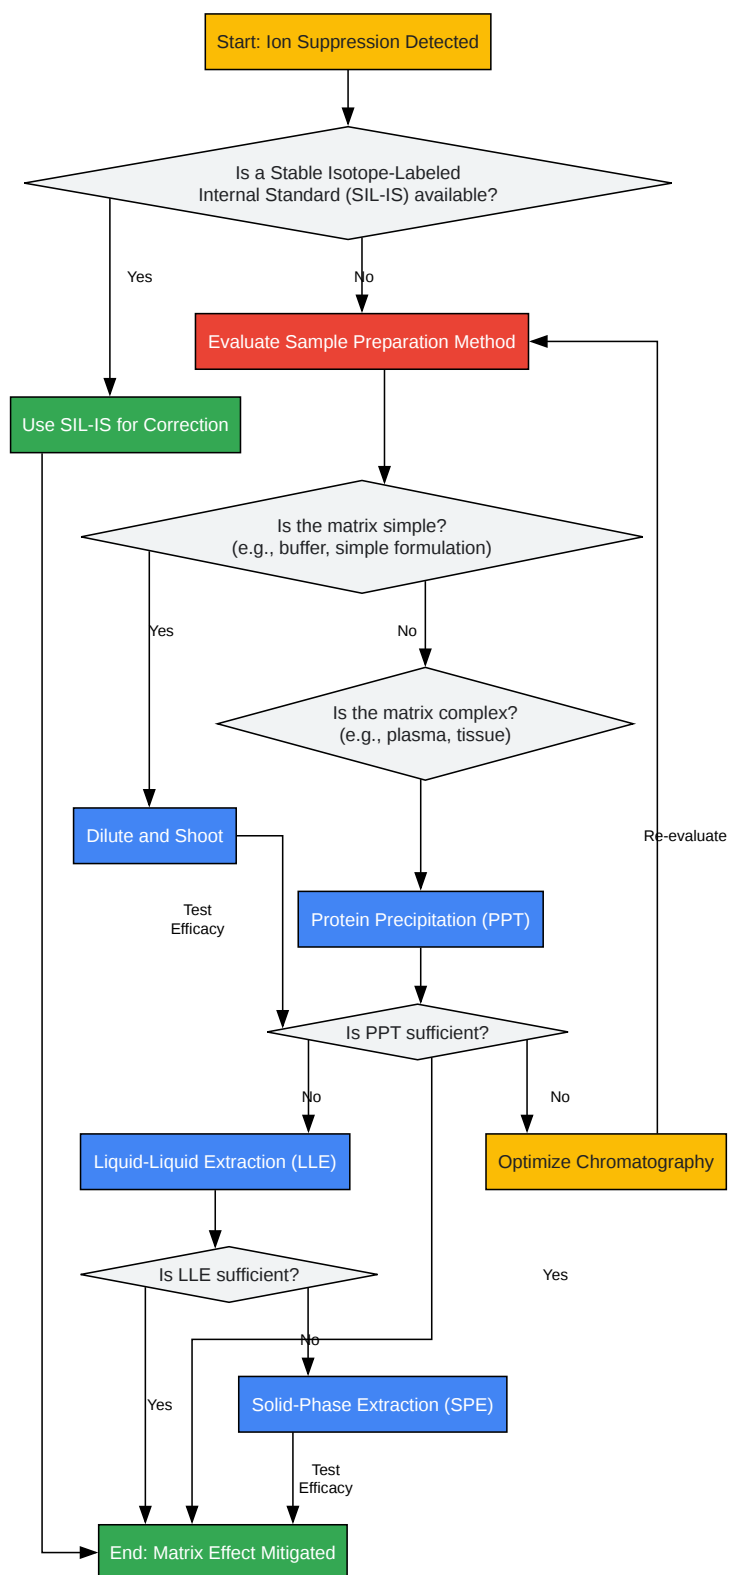 Start: Ion Suppression Detected
Is a Stable Isotope-Labeled
Internal Standard (SIL-IS) available?
Yes
No
Evaluate Sample Preparation Method
Use SIL-IS for Correction
Is the matrix simple?
(e.g., buffer, simple formulation)
Yes
No
Is the matrix complex?
(e.g., plasma, tissue)
Dilute and Shoot
Re-evaluate
Test
Efficacy
Protein Precipitation (PPT)
Is PPT sufficient?
No
No
Liquid-Liquid Extraction (LLE)
Optimize Chromatography
Is LLE sufficient?
Yes
No
Yes
Solid-Phase Extraction (SPE)
Test
Efficacy
End: Matrix Effect Mitigated